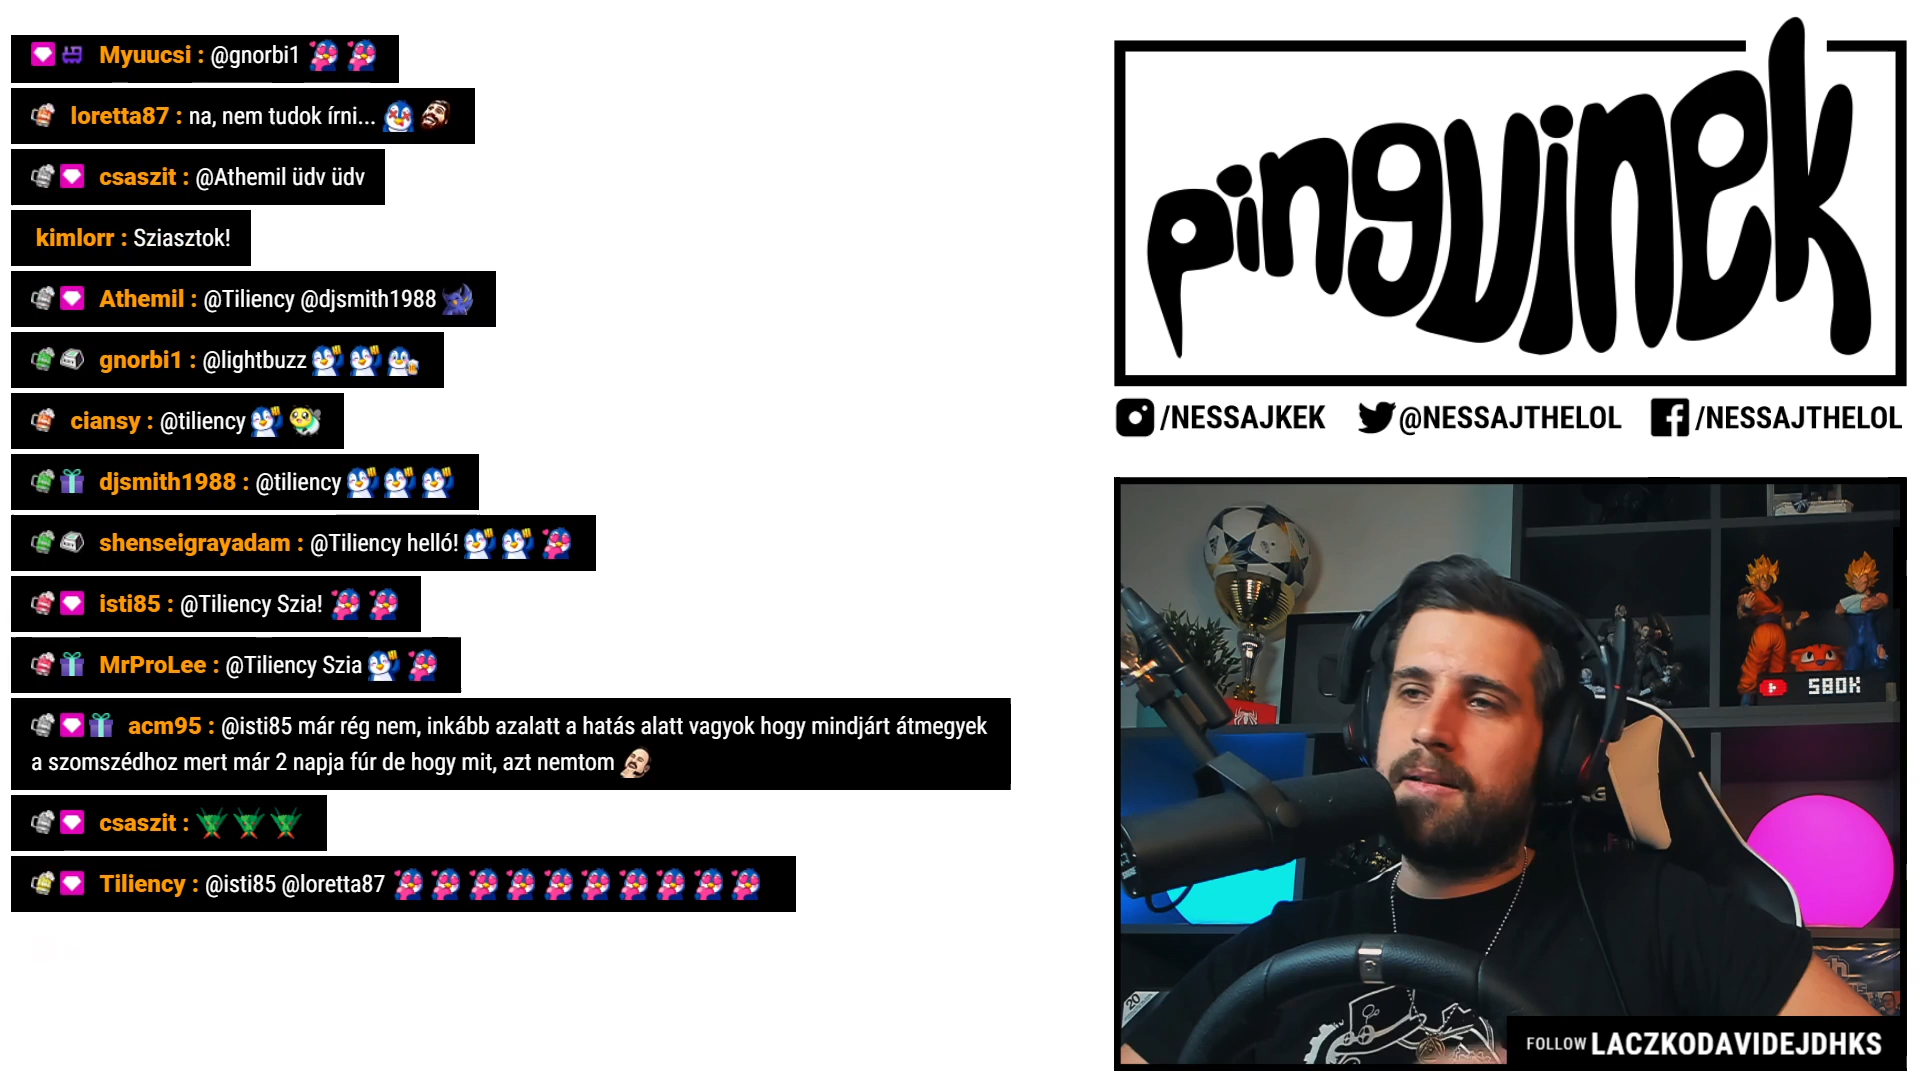 Myuucsi : @gnorbi1
loretta87 : na, nem tudok írni...
csaszit : @Athemil üdv üdv
kimlorr : Sziasztok!
Athemil : @Tiliency @djsmith1988
gnorbi1 : @lightbuzz
ciansy : @tiliency
djsmith1988 : @tiliency
shenseigrayadam : @Tiliency helló!
isti85 : @Tiliency Szia!
MrProLee : @Tiliency Szia
acm95 : @isti85 már rég nem, inkább azalatt a hatás alatt vagyok hogy mindjárt átmegyek
a szomszédhoz mert már 2 napja fúr de hogy mit, azt nemtom
csaszit :
Tiliency : @isti85 @loretta87
pingvinek
/NESSAJKEK @NESSAJTHELOL /NESSAJTHELOL
580K
20
FOLLOW LACZKODAVIDEJDHKS